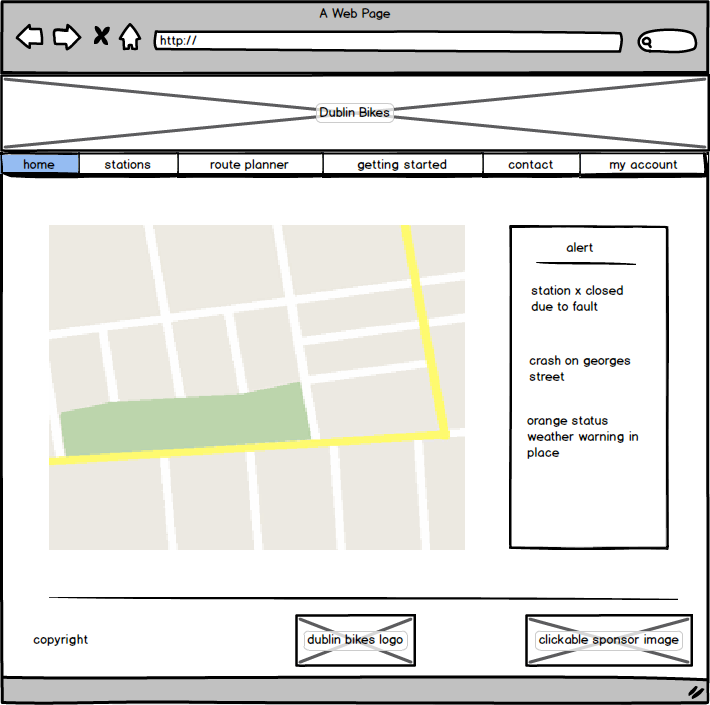 A Web Page
http://
Dublin Bikes
home stations route planner getting started contact my account
alert
station x closed
due to fault
crash on georges
street
orange status
weather warning in
place
copyright dublin bikes logo clickable sponsor image